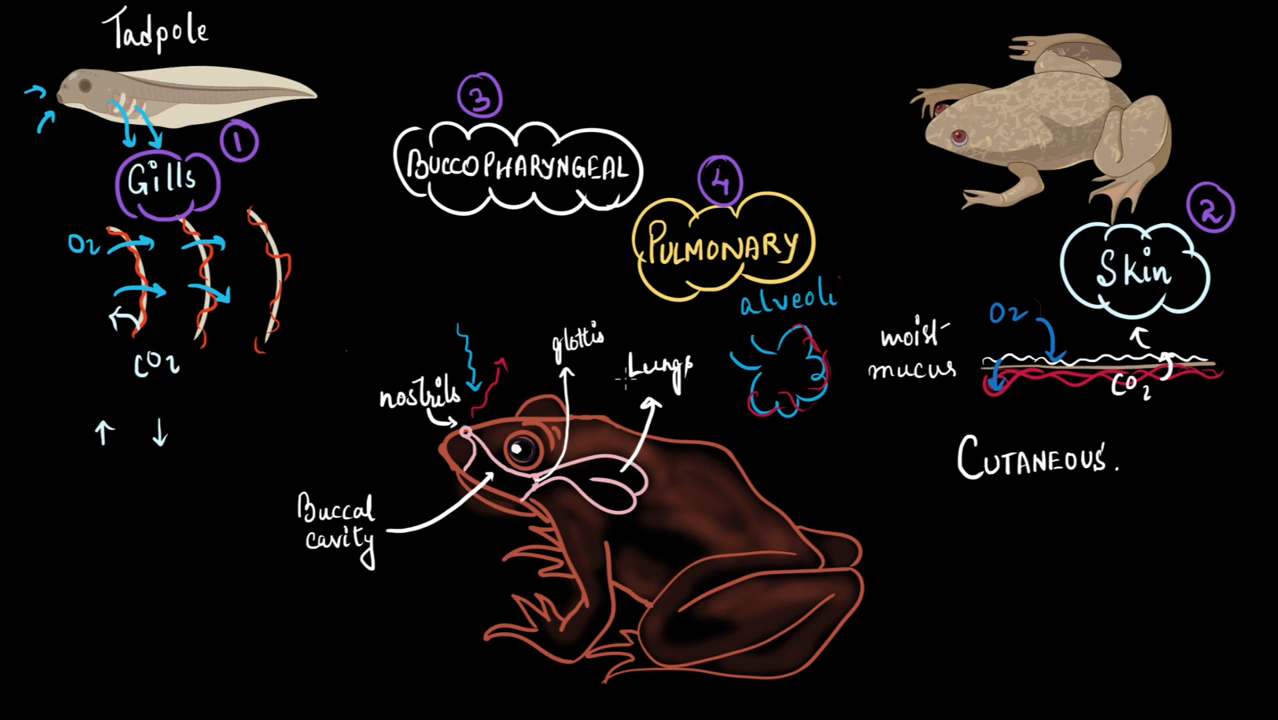 Tadpole
1
Gills
O2
CO2
3
BUCCOPHARYNGEAL
4
PULMONARY
alveoli
glottis
Lungs
nostrils
Buccal
cavity
2
Skin
O2
moist
mucus
CO2
CUTANEOUS.